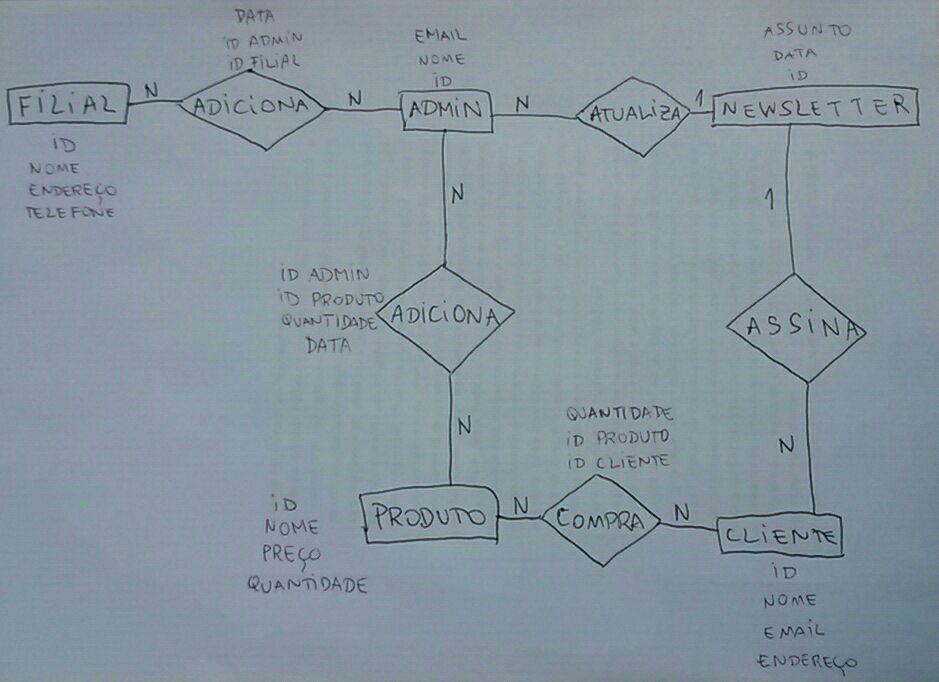 DATA
iD ADMiN
iD FiLiAL
FiLiAL
N
ADiCiONA
N
iD
NOME
ENDEREÇO
TELEFONE
EMAiL
NOME
iD
ADMiN
N
ATUALiZA
1
ASSUNTO
DATA
iD
NEWSLETTER
N
1
iD ADMiN
iD PRODUTO
QUANTiDADE
DATA
ADiCiONA
ASSiNA
N
N
QUANTiDADE
iD PRODUTO
iD CLiENTE
iD
NOME
PREÇO
QUANTiDADE
PRODUTO
N
COMPRA
N
CLiENTE
iD
NOME
EMAiL
ENDEREÇO